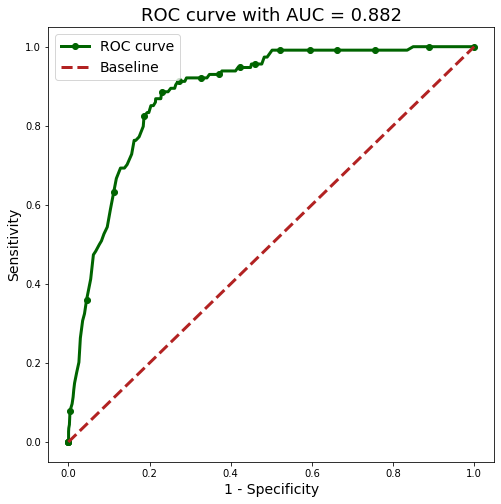 ROC curve with AUC = 0.882
ROC curve
Baseline
Sensitivity
1.0
0.8
0.6
0.4
0.2
0.0
0.0 0.2 0.4 0.6 0.8 1.0
1 - Specificity